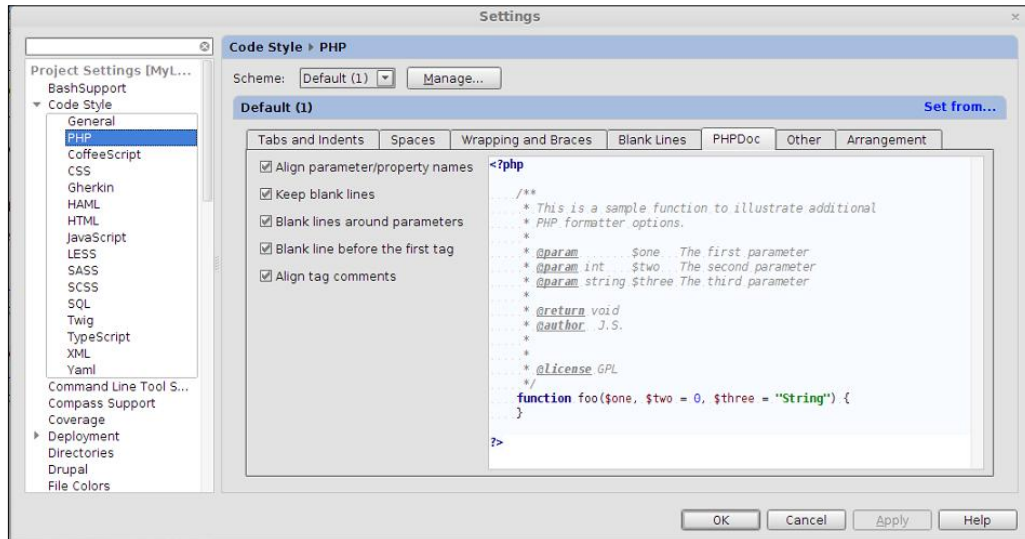 Settings
Code Style ▸ PHP
Project Settings [MyL...
BashSupport
Code Style
General
PHP
CoffeeScript
CSS
Gherkin
HAML
HTML
JavaScript
LESS
SASS
SCSS
SQL
Twig
TypeScript
XML
Yaml
Command Line Tool S...
Compass Support
Coverage
Deployment
Directories
Drupal
File Colors
Scheme: Default (1) Manage...
Default (1) Set from...
Tabs and Indents Spaces Wrapping and Braces Blank Lines PHPDoc Other Arrangement
Align parameter/property names
Keep blank lines
Blank lines around parameters
Blank line before the first tag
Align tag comments
<?php
/**
* This is a sample function to illustrate additional
* PHP formatter options.
*
* @param        $one   The first parameter
* @param int    $two   The second parameter
* @param string $three The third parameter
*
* @return void
* @author  J.S.
*
*
* @license GPL
*/
function foo($one, $two = 0, $three = "String") {
}
?>
OK Cancel Apply Help